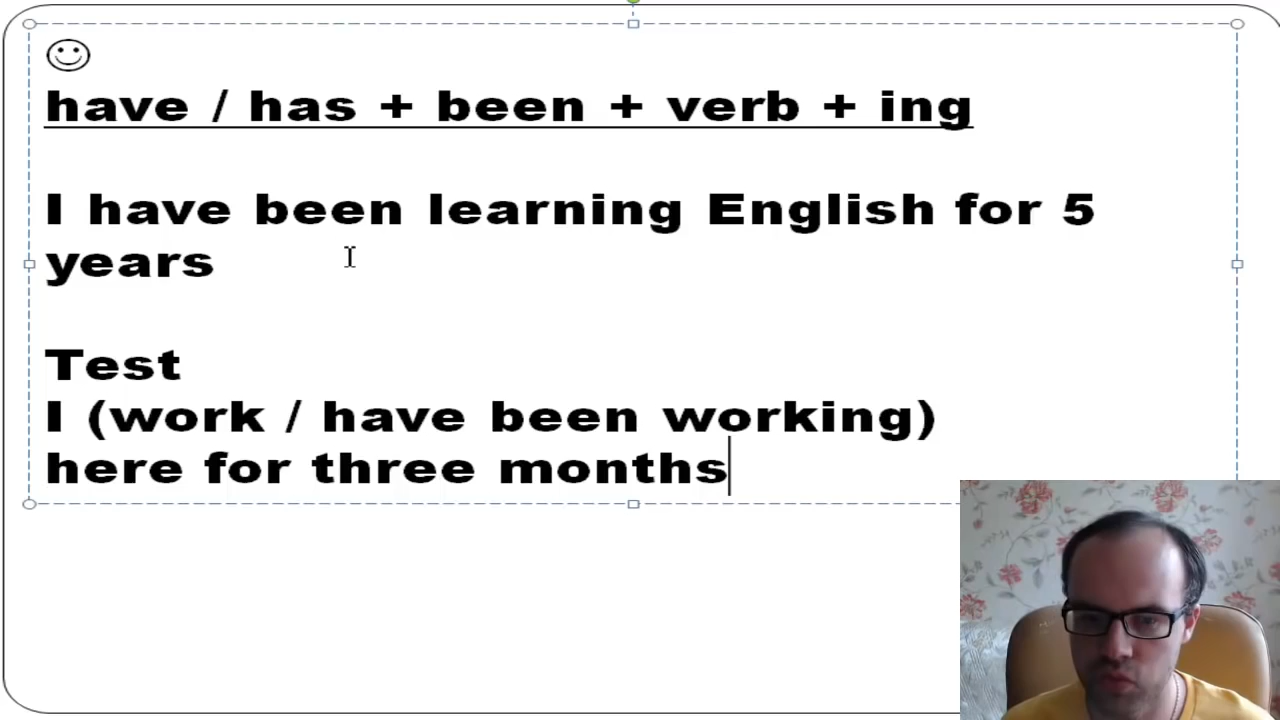 have / has + been + verb + ing
I have been learning English for 5
years
Test
I (work / have been working)
here for three months